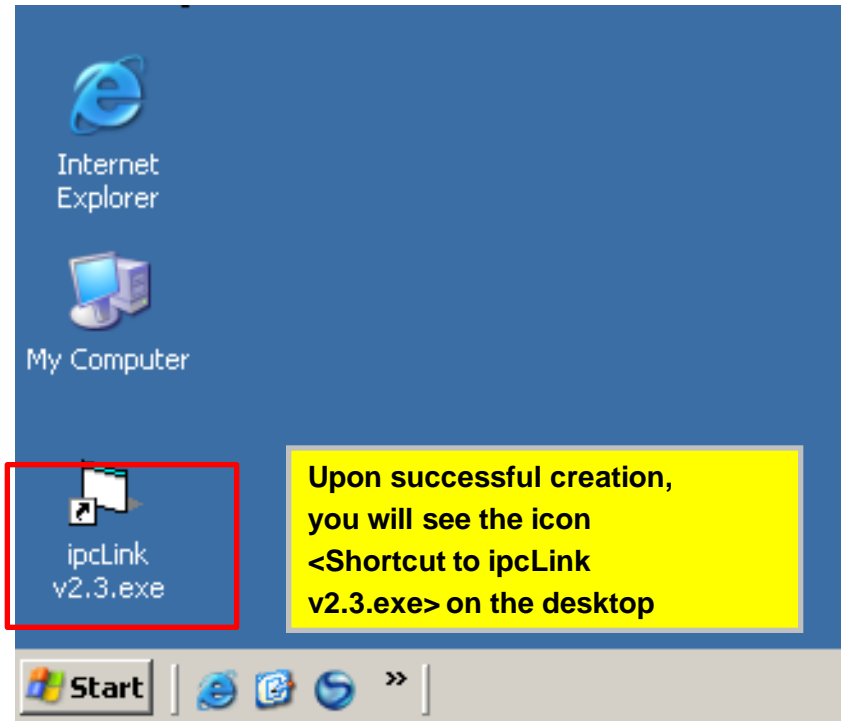 Internet
Explorer
My Computer
ipcLink
v2.3.exe
Upon successful creation,
you will see the icon
<Shortcut to ipcLink
v2.3.exe> on the desktop
Start
»